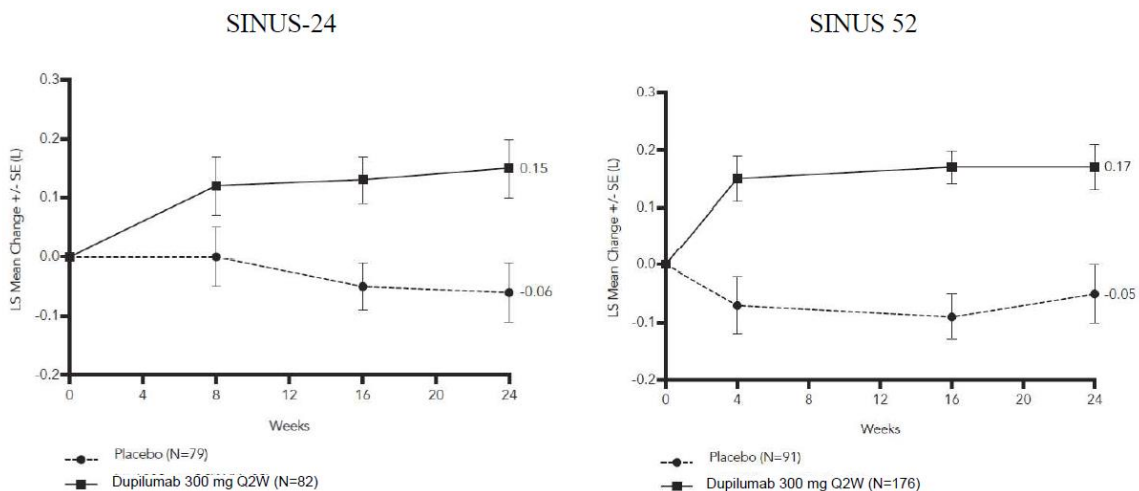 SINUS-24
0.3
0.2
0.1
0.0
-0.1
-0.2
LS Mean Change +/- SE (L)
0.15
-0.06
0 4 8 12 16 20 24
Weeks
Placebo (N=79)
Dupilumab 300 mg Q2W (N=82)
SINUS 52
0.3
0.2
0.1
0.0
-0.1
-0.2
LS Mean Change +/- SE (L)
0.17
-0.05
0 4 8 12 16 20 24
Weeks
Placebo (N=91)
Dupilumab 300 mg Q2W (N=176)